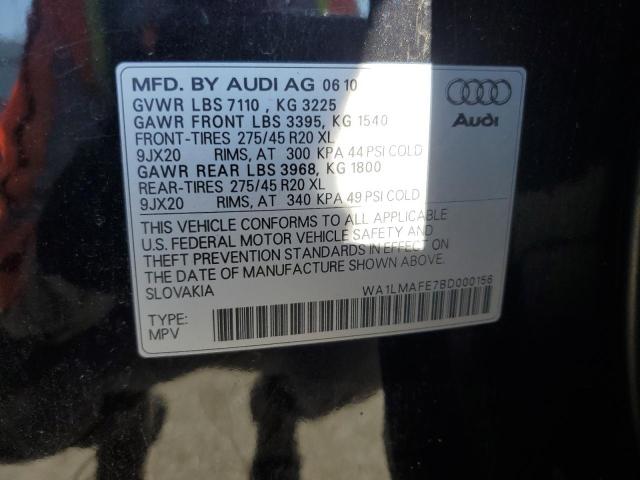 MFD. BY AUDI AG 06 10
GVWR LBS 7110 , KG 3225
GAWR FRONT LBS 3395, KG 1540
FRONT-TIRES 275/45 R20 XL
9JX20 RIMS, AT 300 KPA 44 PSI COLD
GAWR REAR LBS 3968, KG 1800
REAR-TIRES 275/45 R20 XL
9JX20 RIMS, AT 340 KPA 49 PSI COLD
Audi
THIS VEHICLE CONFORMS TO ALL APPLICABLE
U.S. FEDERAL MOTOR VEHICLE SAFETY AND
THEFT PREVENTION STANDARDS IN EFFECT ON
THE DATE OF MANUFACTURE SHOWN ABOVE
SLOVAKIA
WA1LMAFE7BD000156
TYPE:
MPV